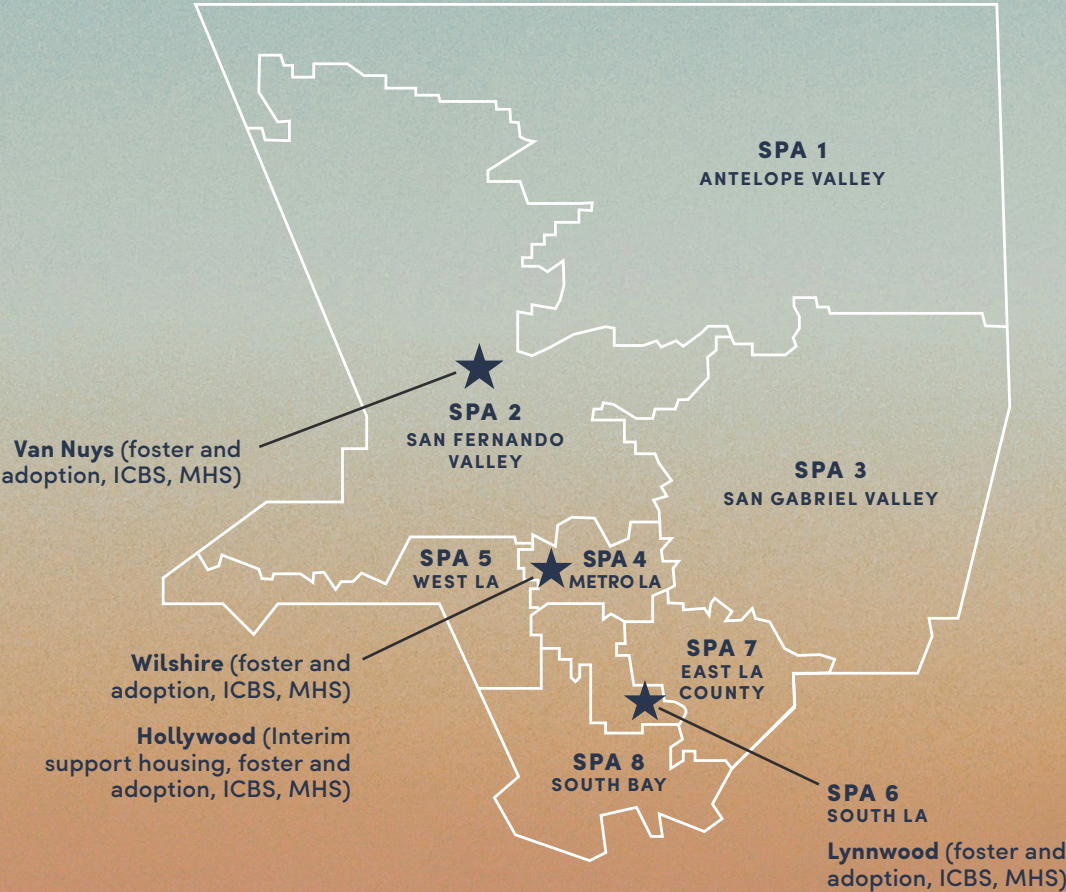 SPA 1
ANTELOPE VALLEY
SPA 2
SAN FERNANDO
VALLEY
Van Nuys (foster and
adoption, ICBS, MHS)
SPA 3
SAN GABRIEL VALLEY
SPA 5
WEST LA
SPA 4
METRO LA
Wilshire (foster and
adoption, ICBS, MHS)
Hollywood (Interim
support housing, foster and
adoption, ICBS, MHS)
SPA 7
EAST LA
COUNTY
SPA 8
SOUTH BAY
SPA 6
SOUTH LA
Lynnwood (foster and
adoption, ICBS, MHS)